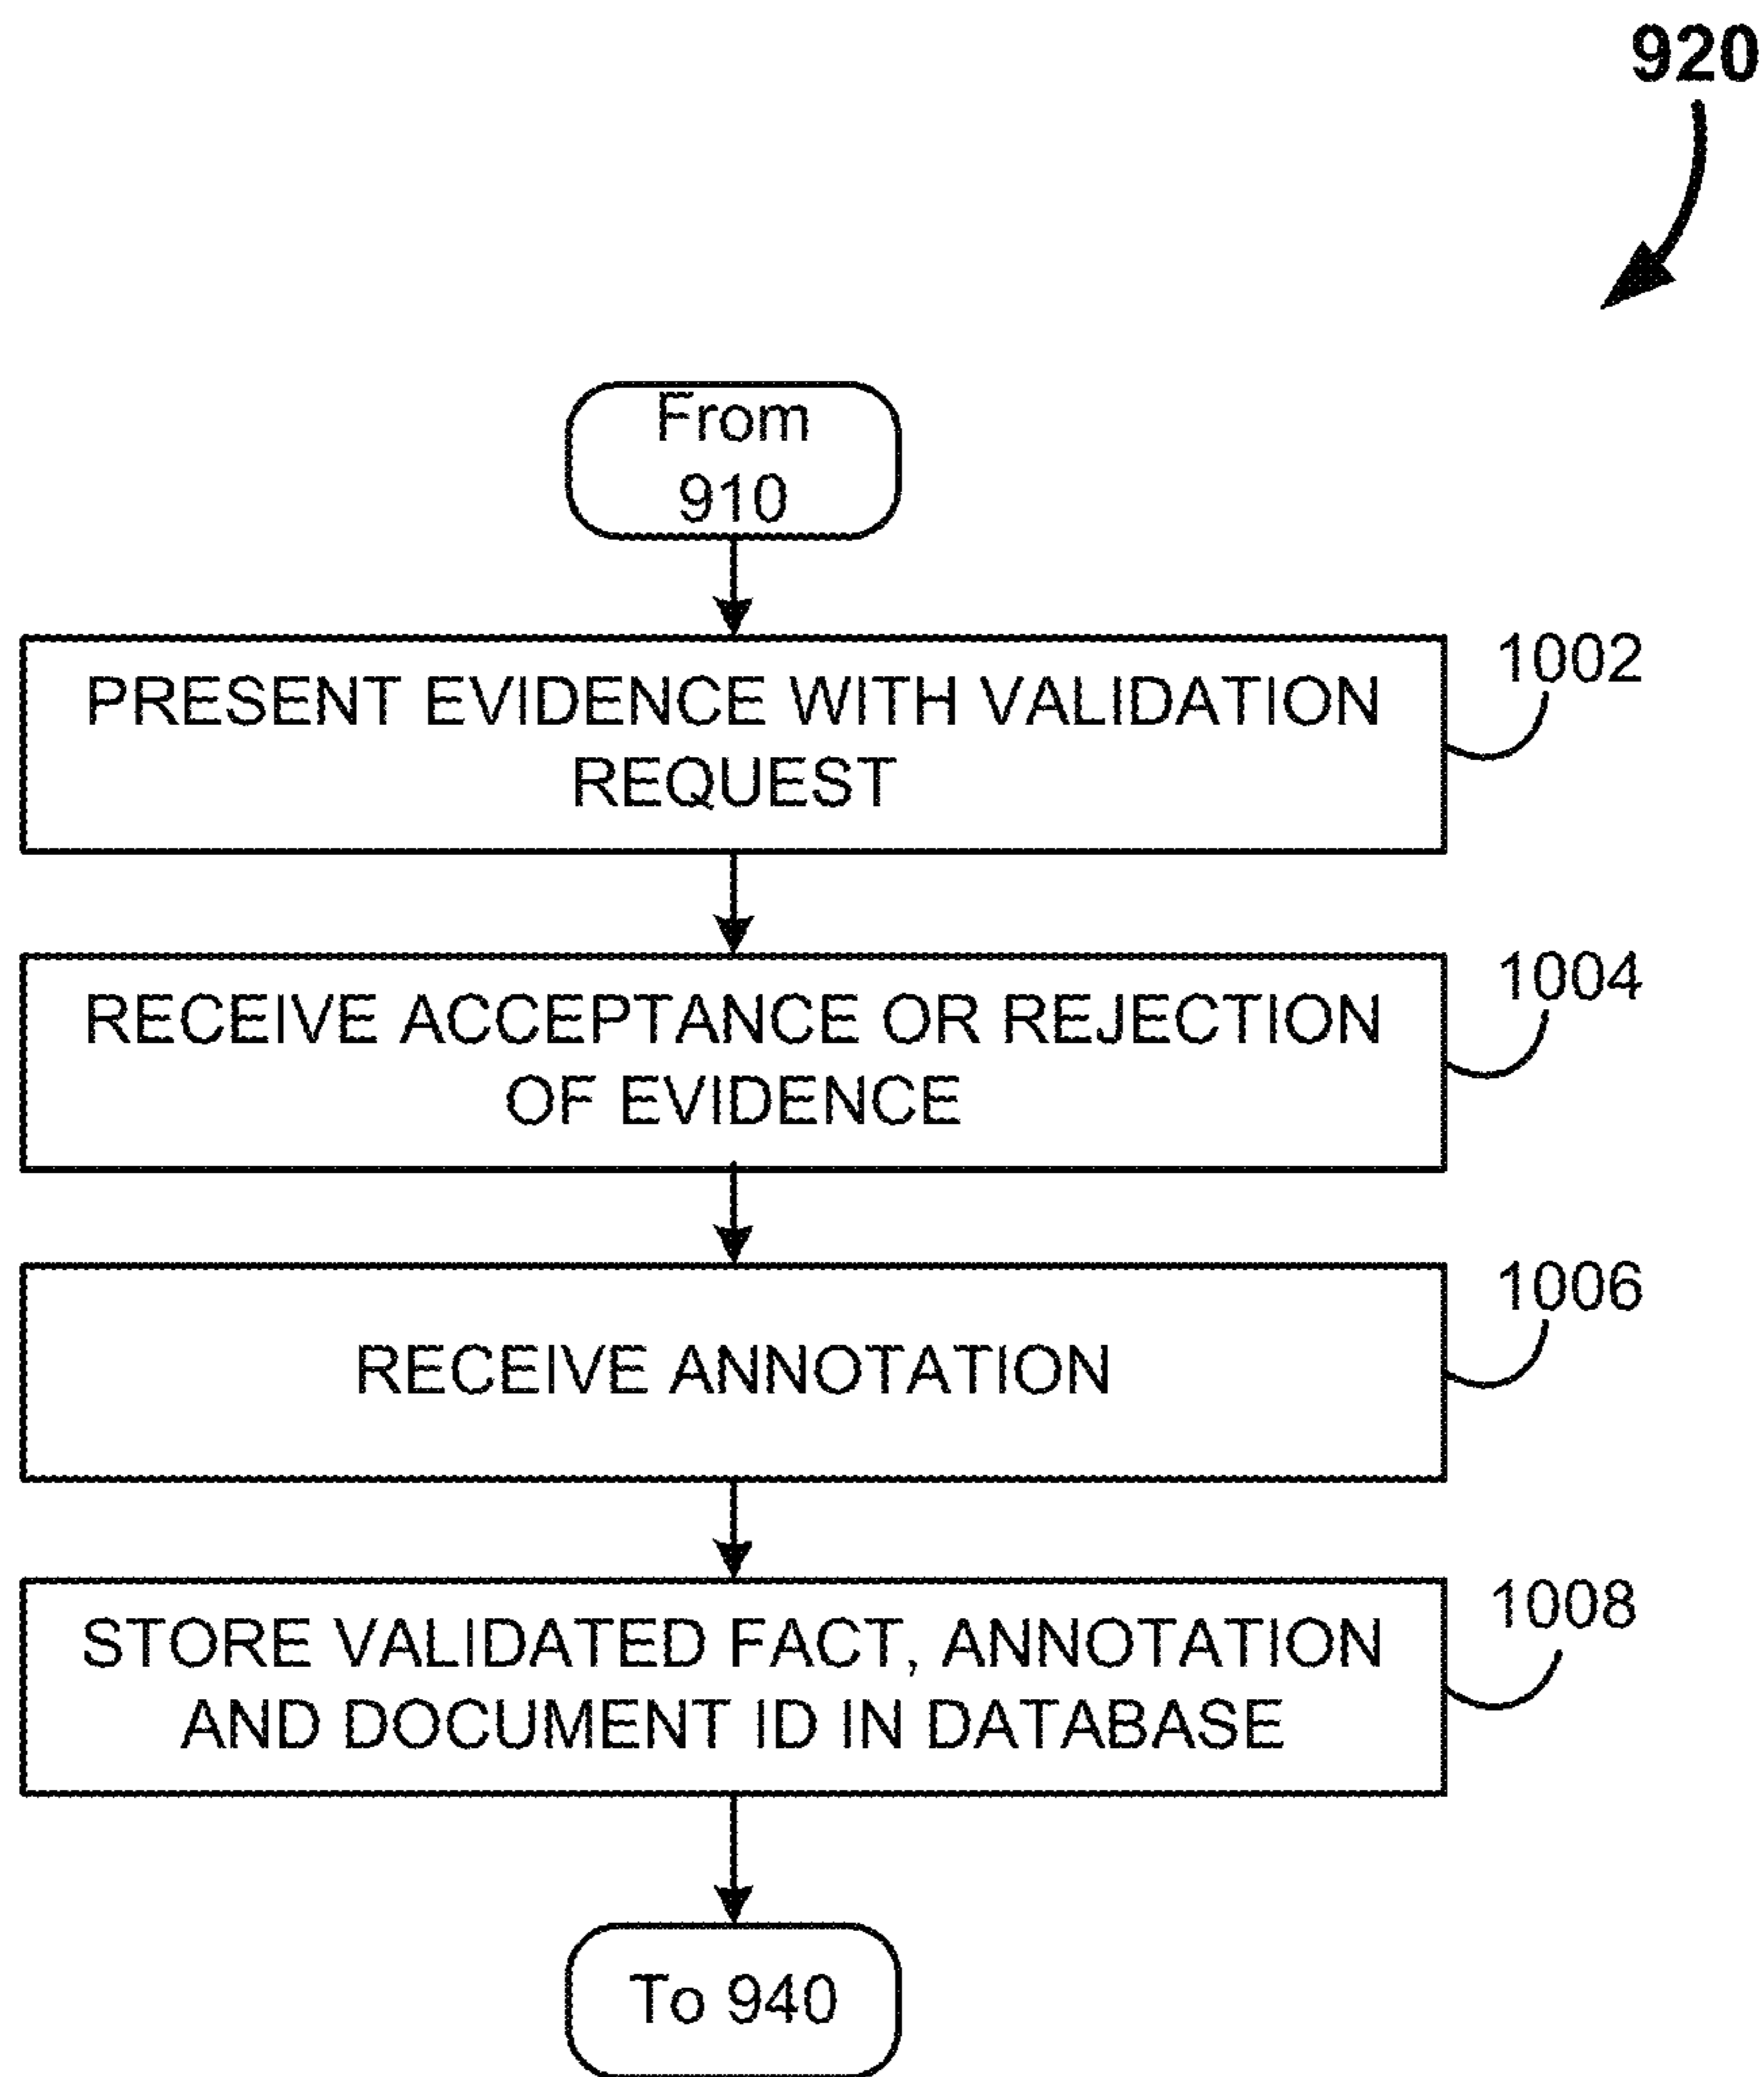 920
From
910
PRESENT EVIDENCE WITH VALIDATION
REQUEST
1002
RECEIVE ACCEPTANCE OR REJECTION
OF EVIDENCE
1004
RECEIVE ANNOTATION
1006
STORE VALIDATED FACT, ANNOTATION
AND DOCUMENT ID IN DATABASE
1008
To 940